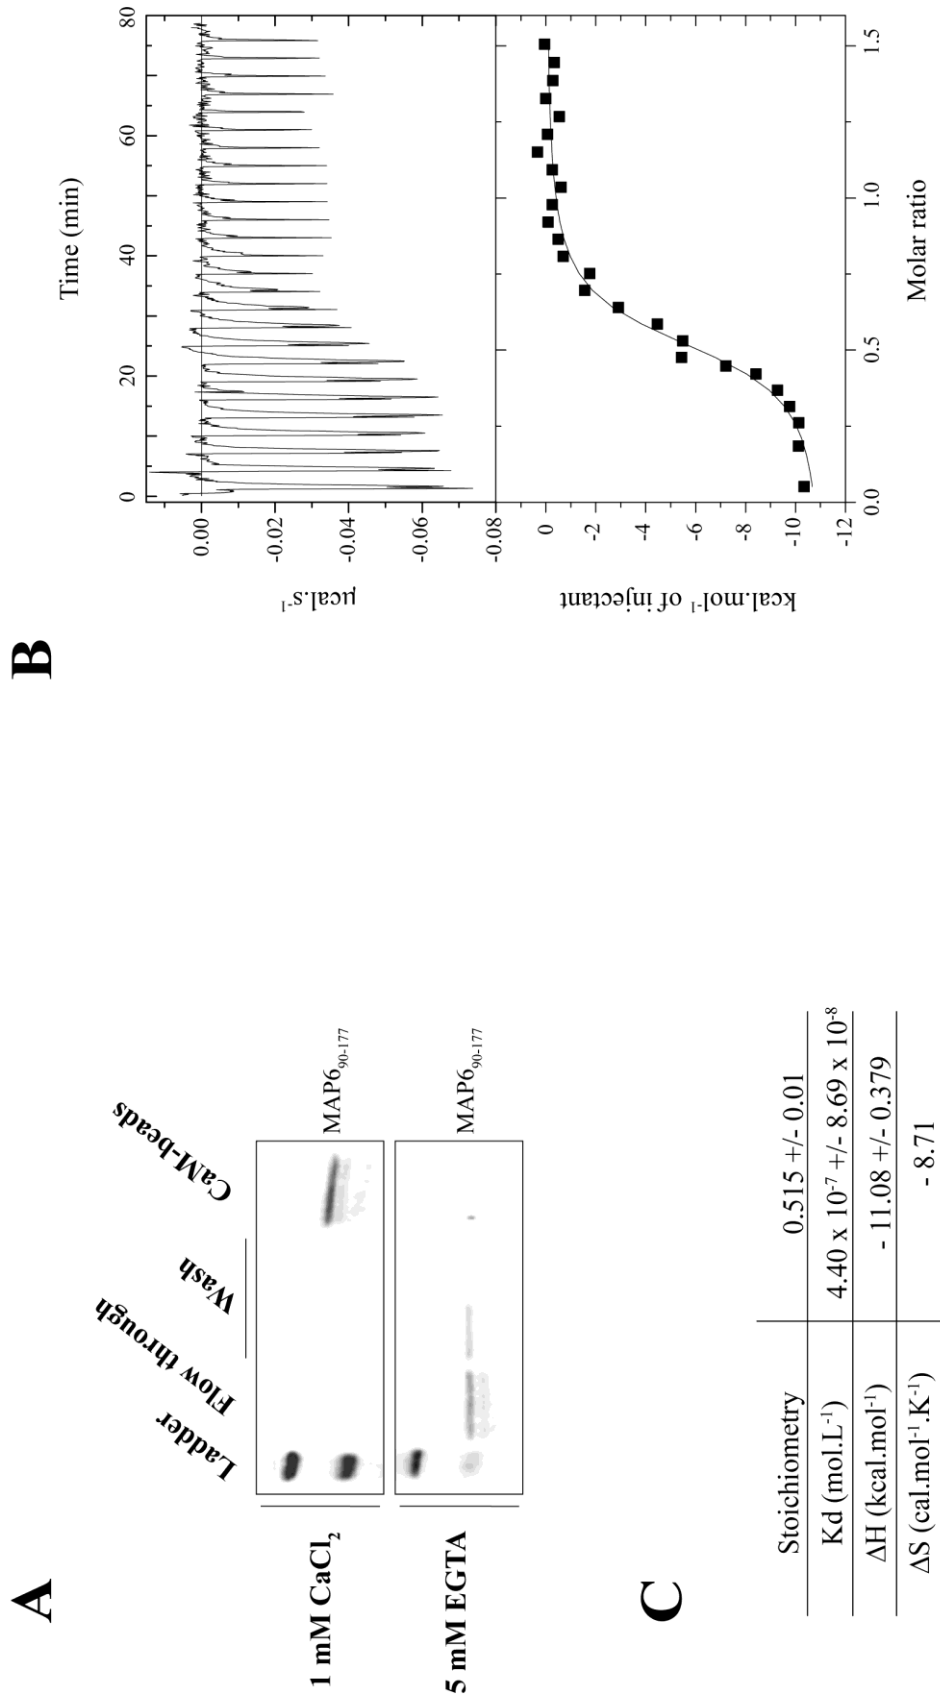 A
Ladder
Flow through
Wash
CaM-beads
1 mM CaCl₂
MAP6₉₀₋₁₇₇
5 mM EGTA
MAP6₉₀₋₁₇₇
B
Time (min)
0 20 40 60 80
0.00
-0.02
-0.04
-0.06
-0.08
µcal.s⁻¹
0
-2
-4
-6
-8
-10
-12
kcal.mol⁻¹ of injectant
0.0 0.5 1.0 1.5
Molar ratio
C
Stoichiometry 0.515 +/- 0.01
Kd (mol.L⁻¹) 4.40 x 10⁻⁷ +/- 8.69 x 10⁻⁸
ΔH (kcal.mol⁻¹) - 11.08 +/- 0.379
ΔS (cal.mol⁻¹.K⁻¹) - 8.71